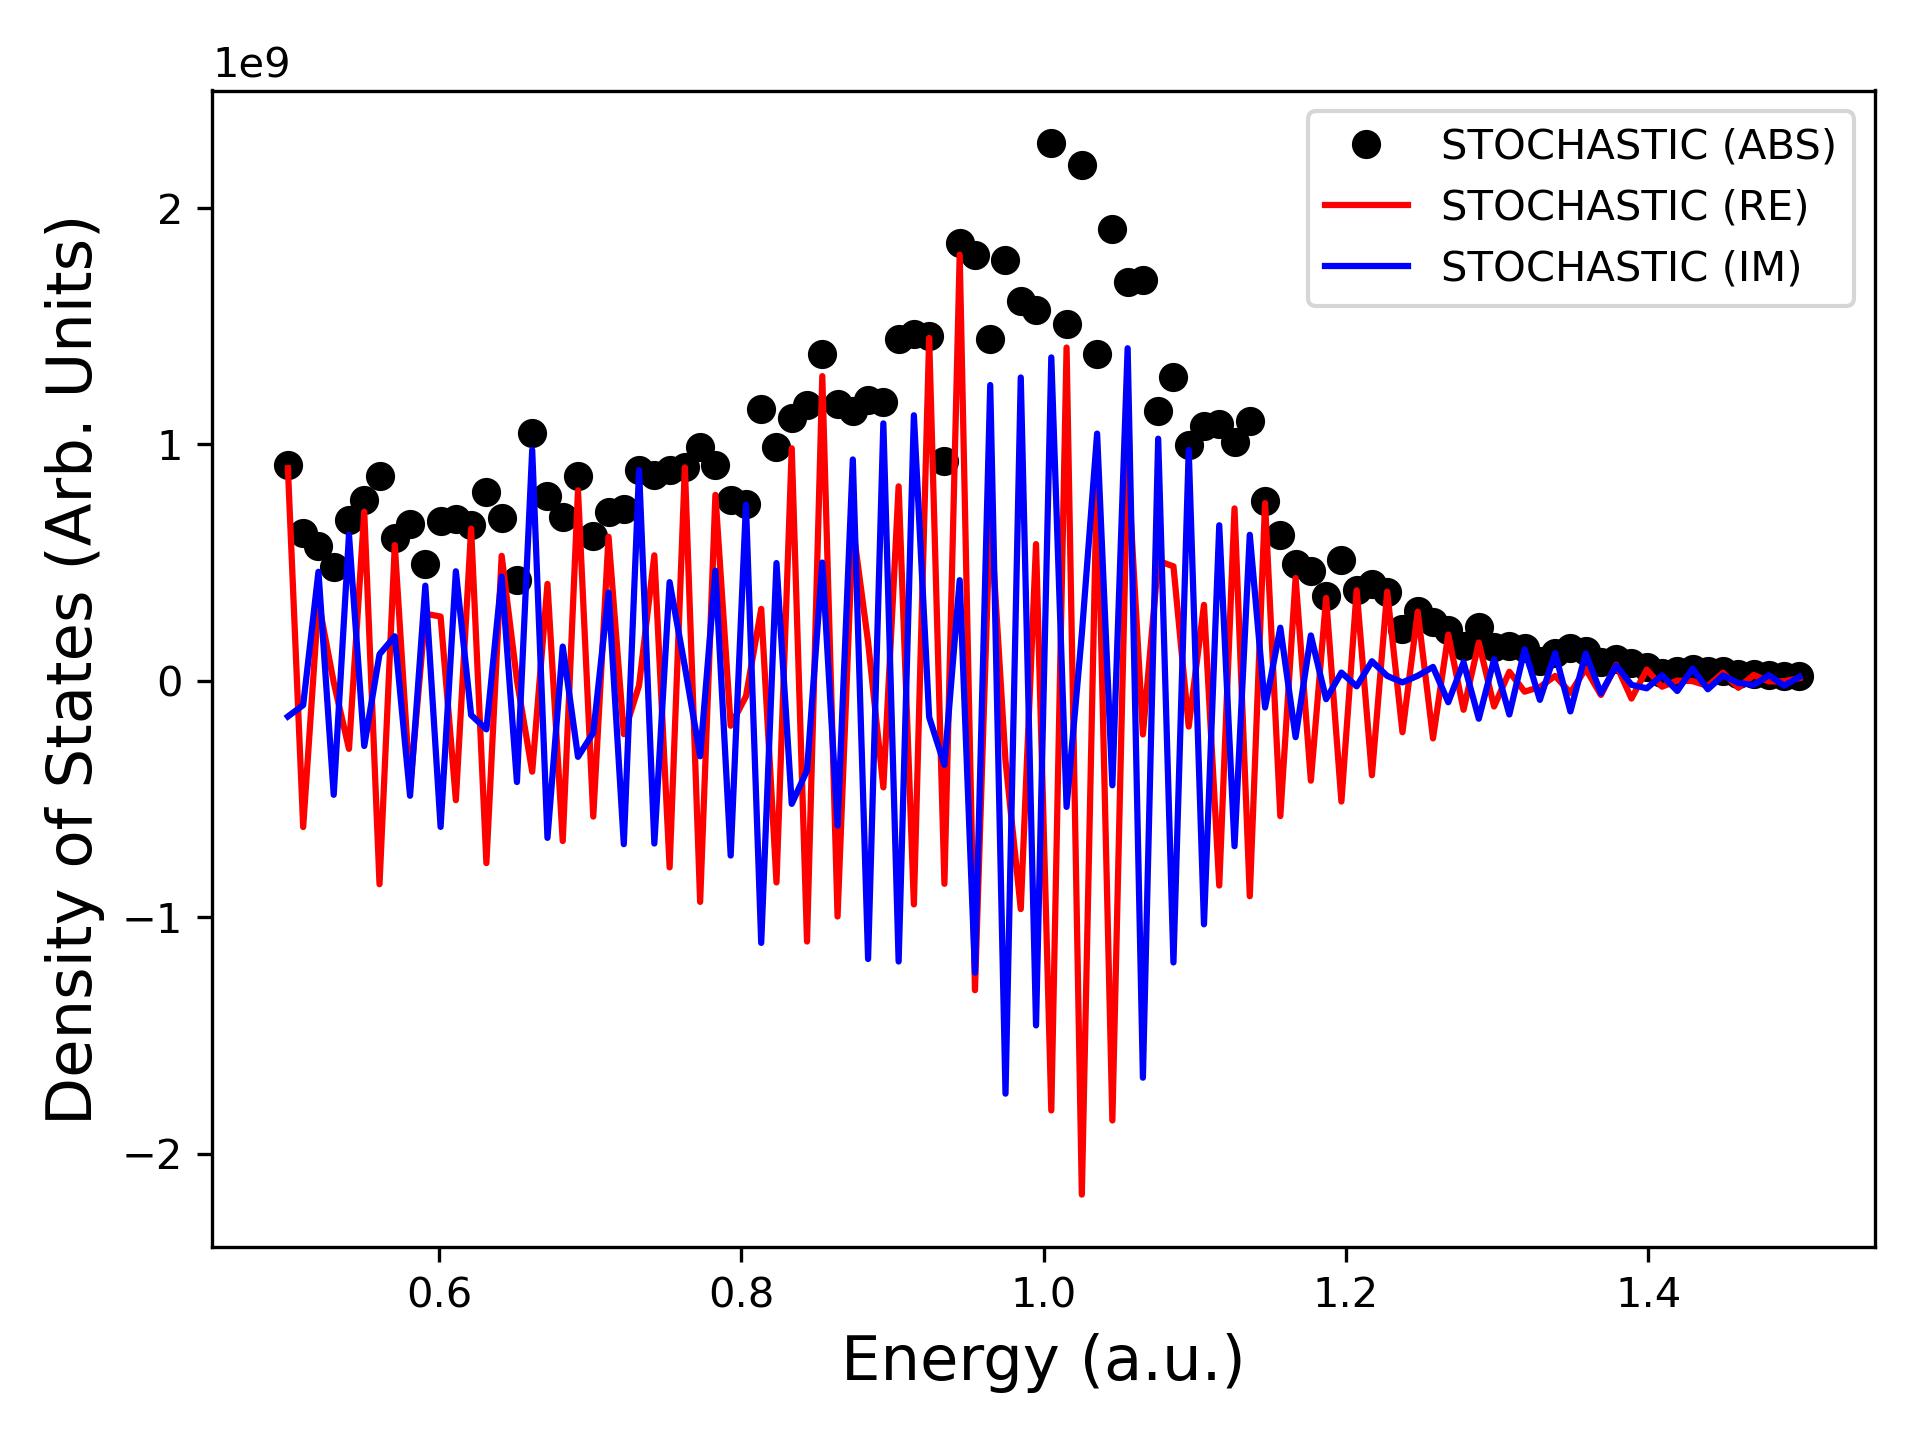 1e9
STOCHASTIC (ABS)
STOCHASTIC (RE)
STOCHASTIC (IM)
2
1
0
−1
−2
Density of States (Arb. Units)
0.6 0.8 1.0 1.2 1.4
Energy (a.u.)